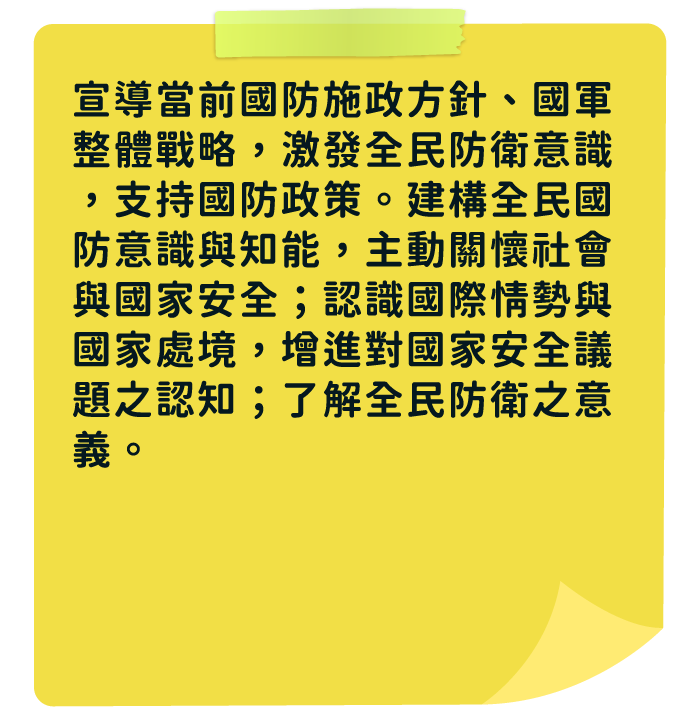 宣導當前國防施政方針、國軍
整體戰略，激發全民防衛意識
，支持國防政策。建構全民國
防意識與知能，主動關懷社會
與國家安全；認識國際情勢與
國家處境，增進對國家安全議
題之認知；了解全民防衛之意
義。